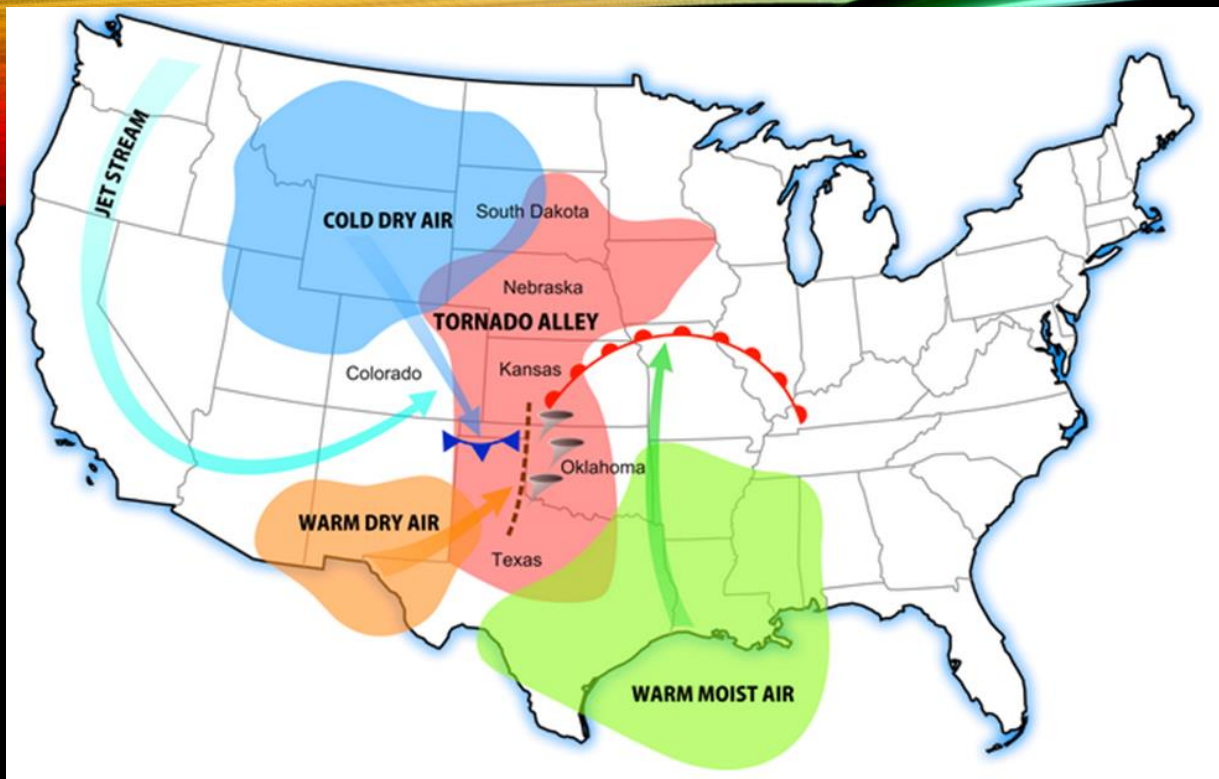 JET STREAM
COLD DRY AIR
South Dakota
Nebraska
TORNADO ALLEY
Colorado
Kansas
Oklahoma
WARM DRY AIR
Texas
WARM MOIST AIR